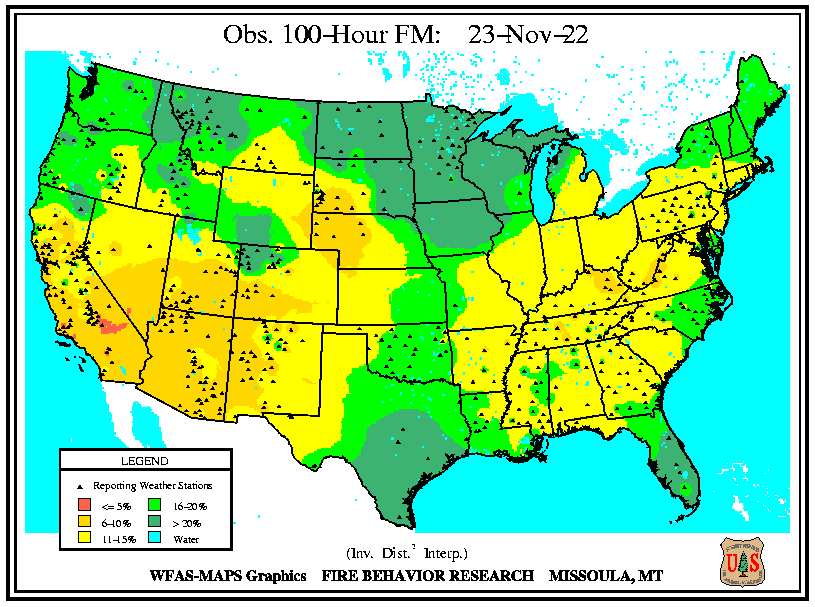 Obs. 100-Hour FM: 23-Nov-22
LEGEND
Reporting Weather Stations
<= 5% 16-20%
6-10% > 20%
11-15% Water
(Inv. Dist.² Interp.)
WFAS-MAPS Graphics FIRE BEHAVIOR RESEARCH MISSOULA, MT
U S